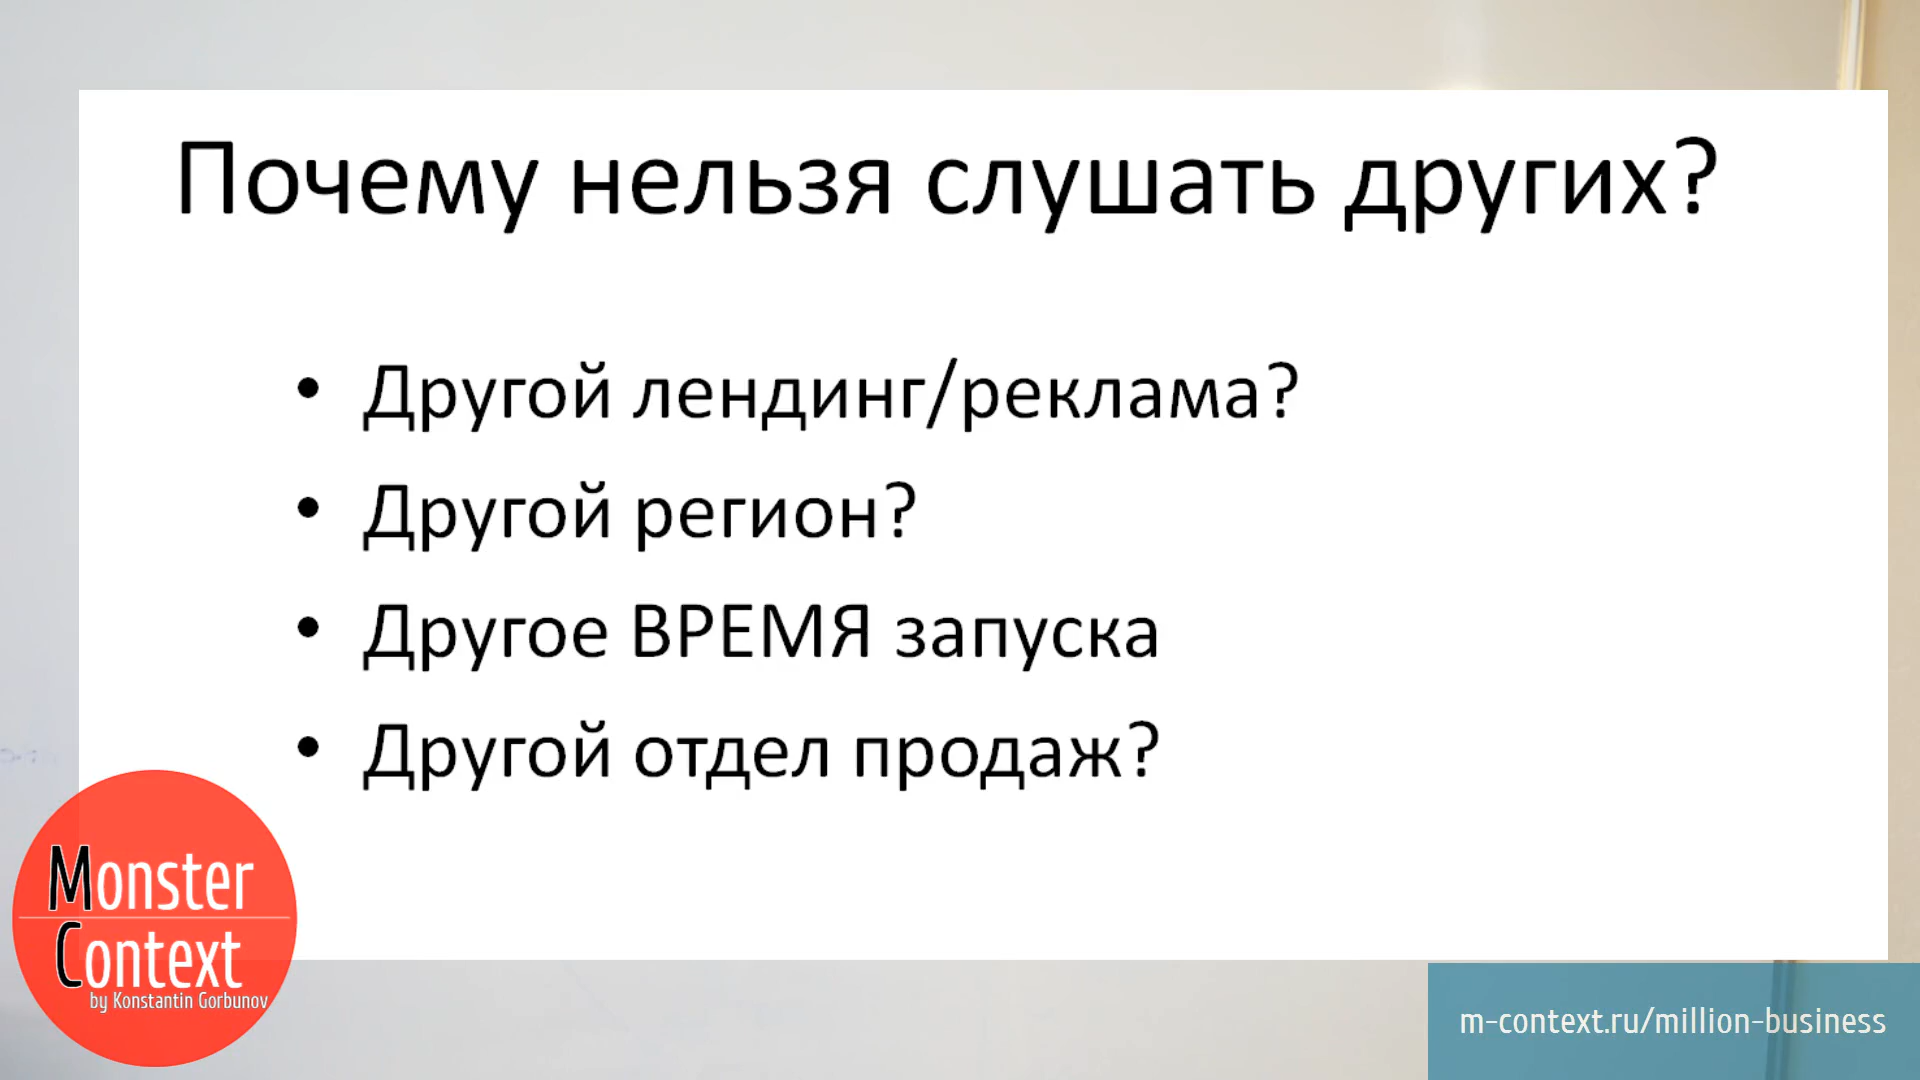 Почему нельзя слушать других?
• Другой лендинг/реклама?
• Другой регион?
• Другое ВРЕМЯ запуска
• Другой отдел продаж?
Monster
Context
by Konstantin Gorbunov
m-context.ru/million-business